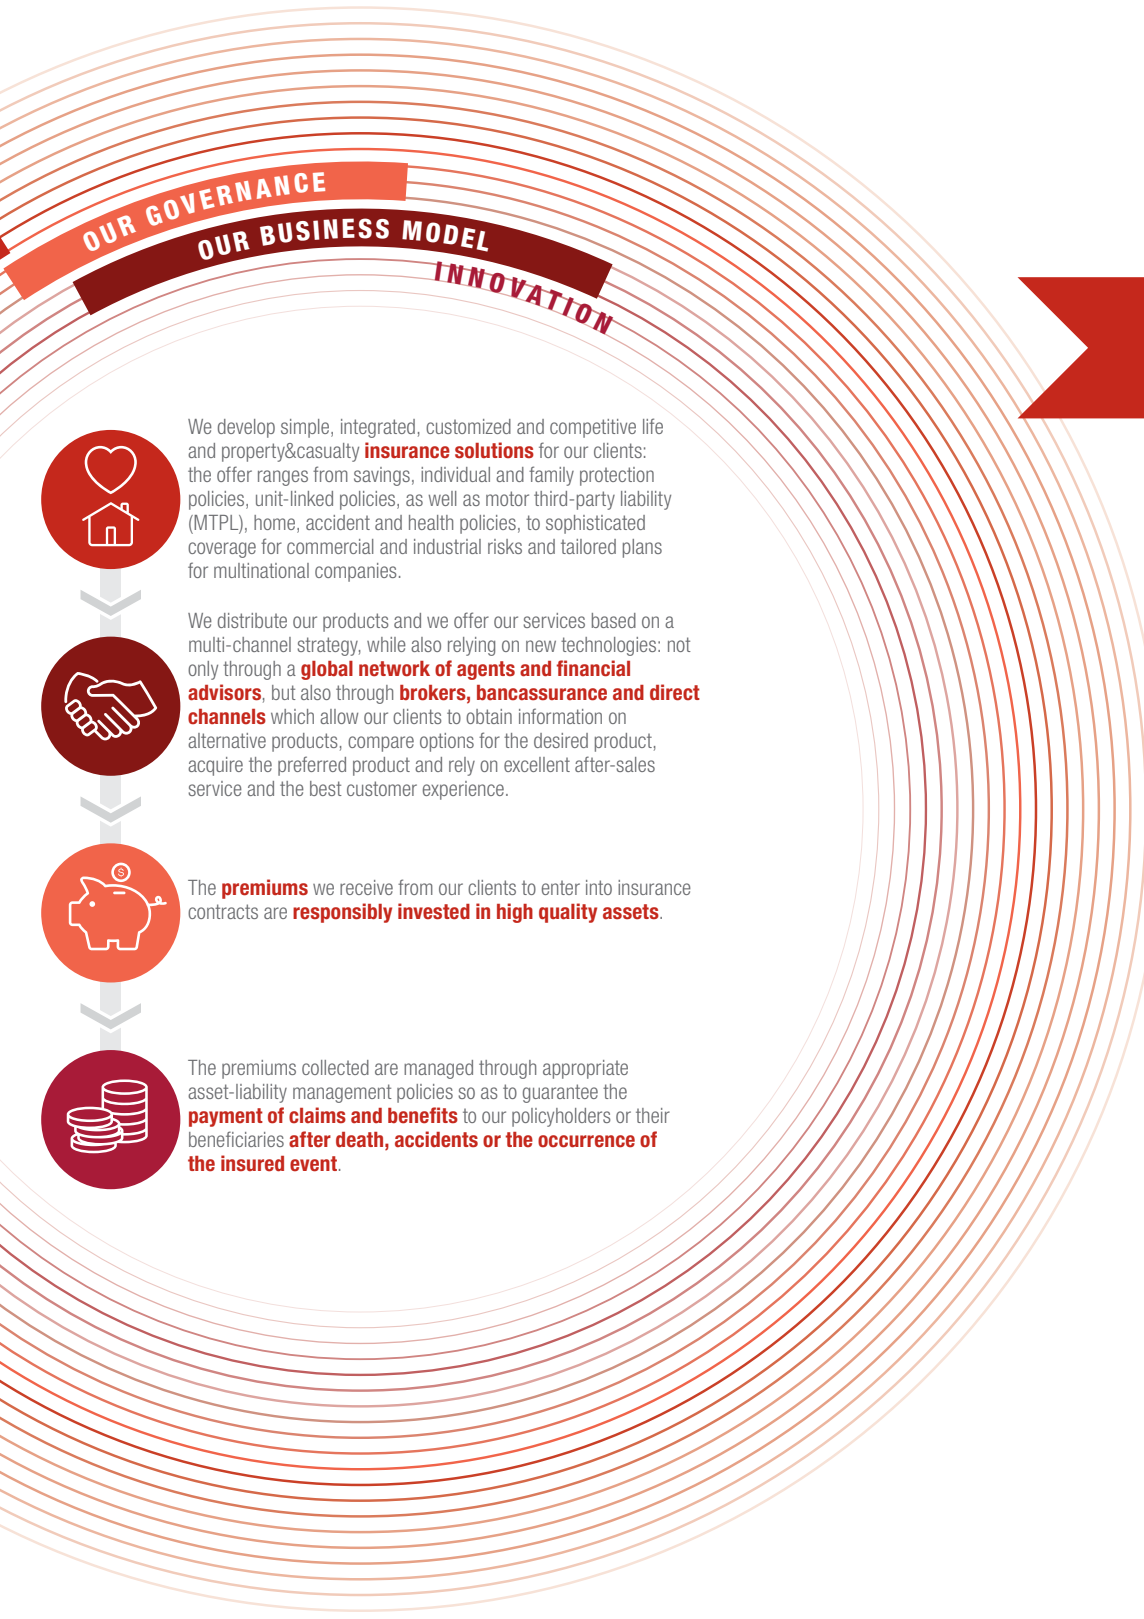 OUR GOVERNANCE
OUR BUSINESS MODEL
INNOVATION
We develop simple, integrated, customized and competitive life
and property&casualty insurance solutions for our clients:
the offer ranges from savings, individual and family protection
policies, unit-linked policies, as well as motor third-party liability
(MTPL), home, accident and health policies, to sophisticated
coverage for commercial and industrial risks and tailored plans
for multinational companies.
We distribute our products and we offer our services based on a
multi-channel strategy, while also relying on new technologies: not
only through a global network of agents and financial
advisors, but also through brokers, bancassurance and direct
channels which allow our clients to obtain information on
alternative products, compare options for the desired product,
acquire the preferred product and rely on excellent after-sales
service and the best customer experience.
$
The premiums we receive from our clients to enter into insurance
contracts are responsibly invested in high quality assets.
The premiums collected are managed through appropriate
asset-liability management policies so as to guarantee the
payment of claims and benefits to our policyholders or their
beneficiaries after death, accidents or the occurrence of
the insured event.